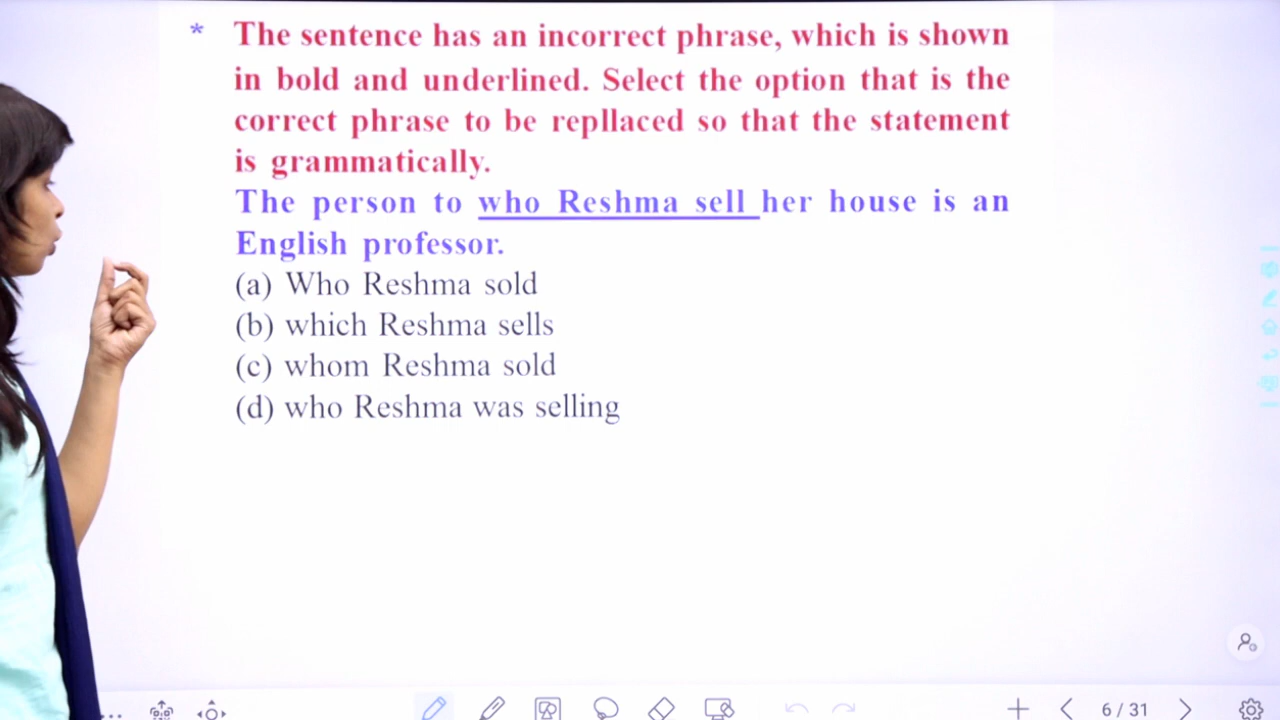 * The sentence has an incorrect phrase, which is shown
in bold and underlined. Select the option that is the
correct phrase to be repllaced so that the statement
is grammatically.
The person to who Reshma sell her house is an
English professor.
(a) Who Reshma sold
(b) which Reshma sells
(c) whom Reshma sold
(d) who Reshma was selling
6 / 31